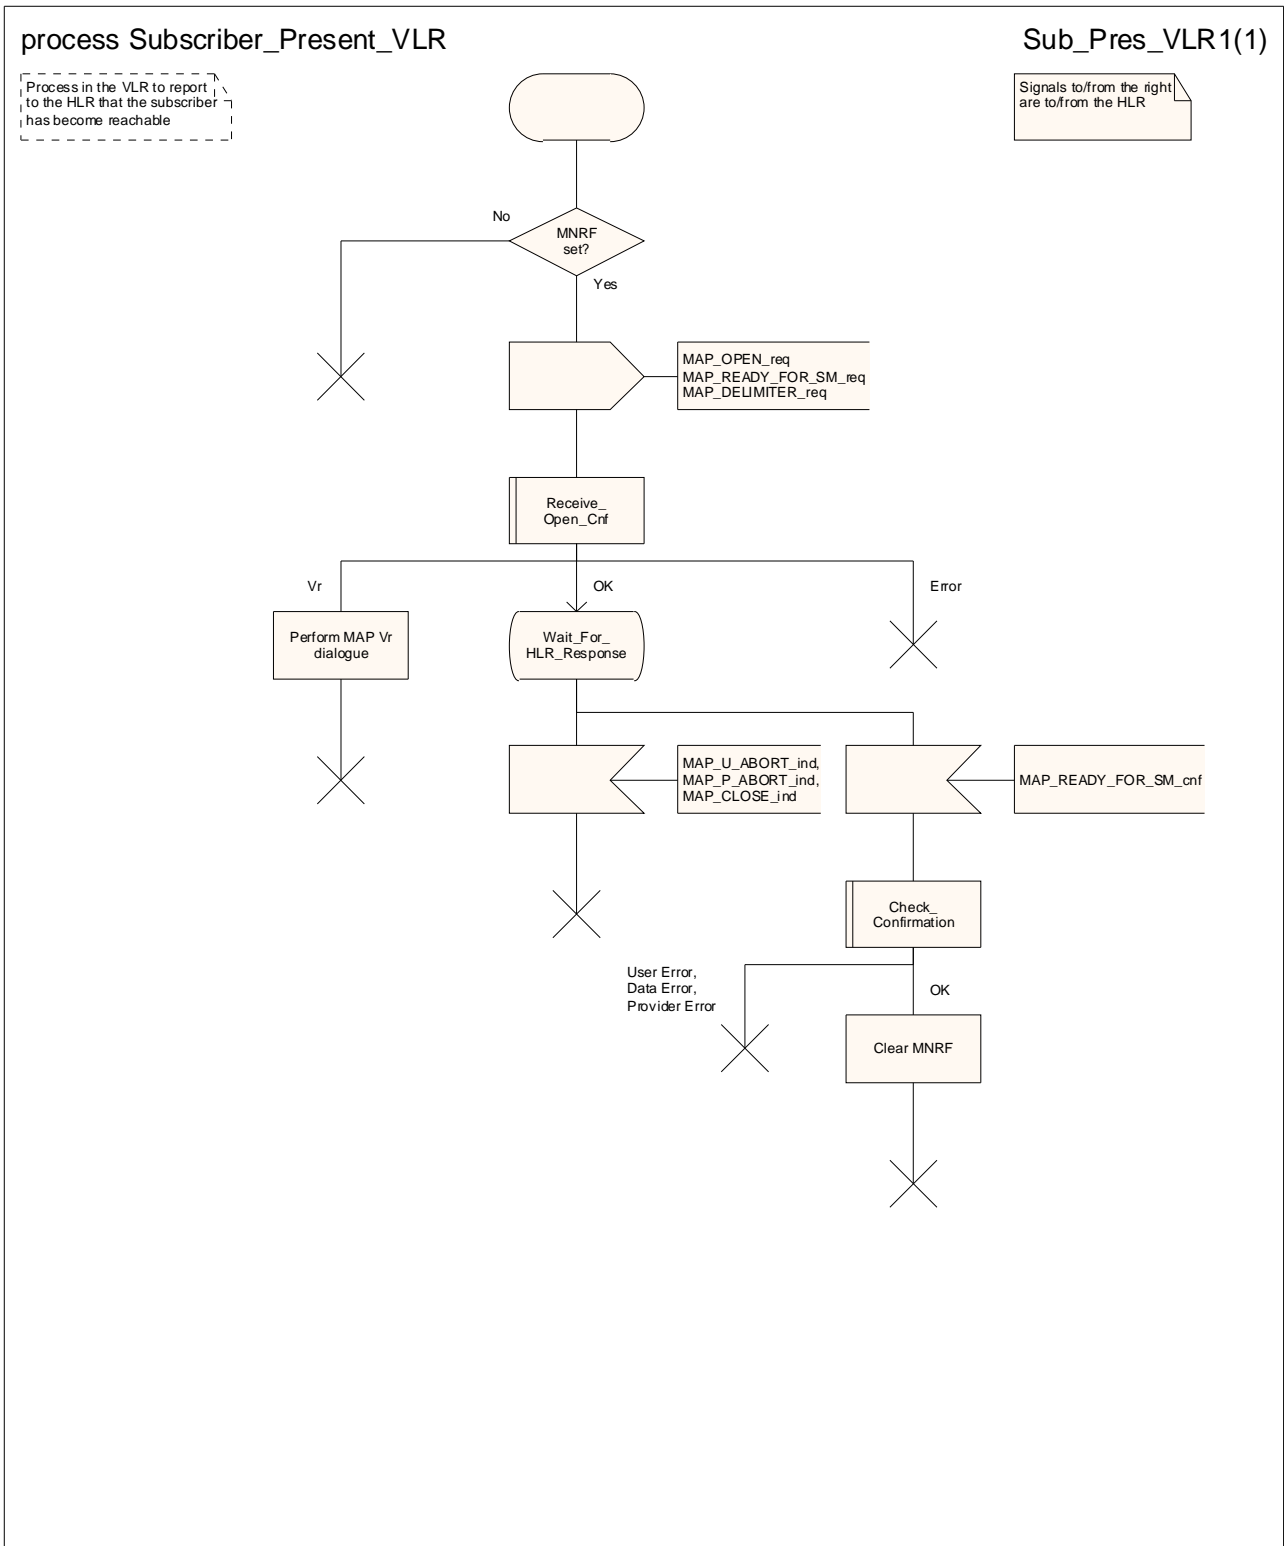 process Subscriber_Present_VLR
Sub_Pres_VLR1(1)
Process in the VLR to report
to the HLR that the subscriber
has become reachable
Signals to/from the right
are to/from the HLR
No
MNRF
set?
Yes
MAP_OPEN_req
MAP_READY_FOR_SM_req
MAP_DELIMITER_req
Receive_
Open_Cnf
Vr
OK
Error
Perform MAP Vr
dialogue
Wait_For_
HLR_Response
MAP_U_ABORT_ind,
MAP_P_ABORT_ind,
MAP_CLOSE_ind
MAP_READY_FOR_SM_cnf
Check_
Confirmation
User Error,
Data Error,
Provider Error
OK
Clear MNRF